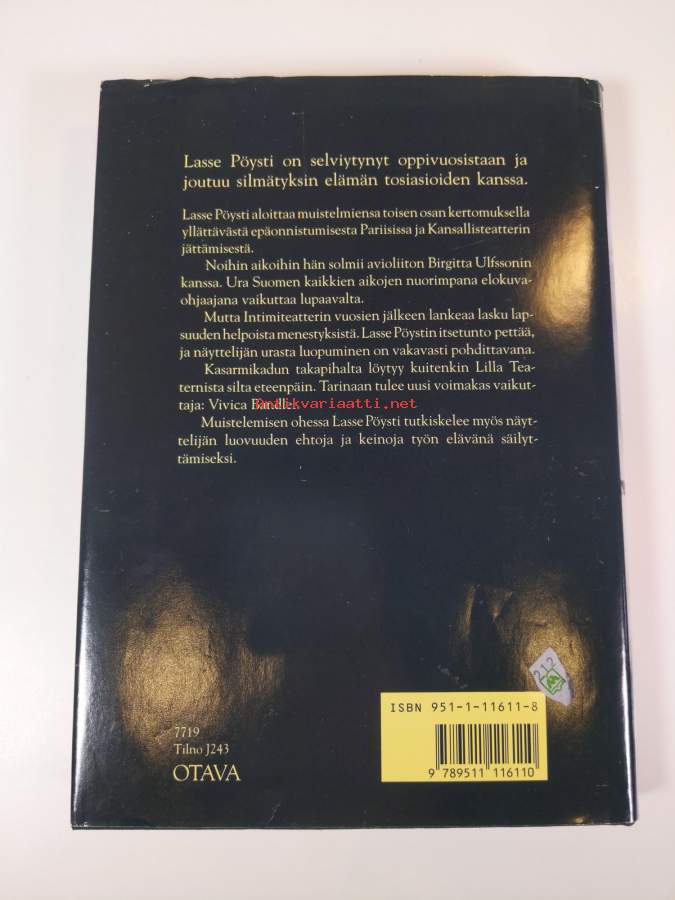 Lasse Pöysti on selviytynyt oppivuosistaan ja
joutuu silmätyksin elämän tosiasioiden kanssa.
Lasse Pöysti aloittaa muistelmiensa toisen osan kertomuksella
yllättävästä epäonnistumisesta Pariisissa ja Kansallisteatterin
jättämisestä.
Noihin aikoihin hän solmii avioliiton Birgitta Ulfssonin
kanssa. Ura Suomen kaikkien aikojen nuorimpana elokuva-
ohjaajana vaikuttaa lupaavalta.
Mutta Intimiteatterin vuosien jälkeen lankeaa lasku lap-
suuden helpoista menestyksistä. Lasse Pöystin itsetunto pettää,
ja näyttelijän urasta luopuminen on vakavasti pohdittavana.
Kasarmikadun takapihalta löytyy kuitenkin Lilla Tea-
ternista silta eteenpäin. Tarinaan tulee uusi voimakas vaikut-
taja: Vivica Bandler.
Antikvariaatti.net
Muistelemisen ohessa Lasse Pöysti tutkiskelee myös näyt-
telijän luovuuden ehtoja ja keinoja työn elävänä säilyt-
tämiseksi.
212
ISBN 951-1-11611-8
7719
Tilno J243
OTAVA
9 789511 116110